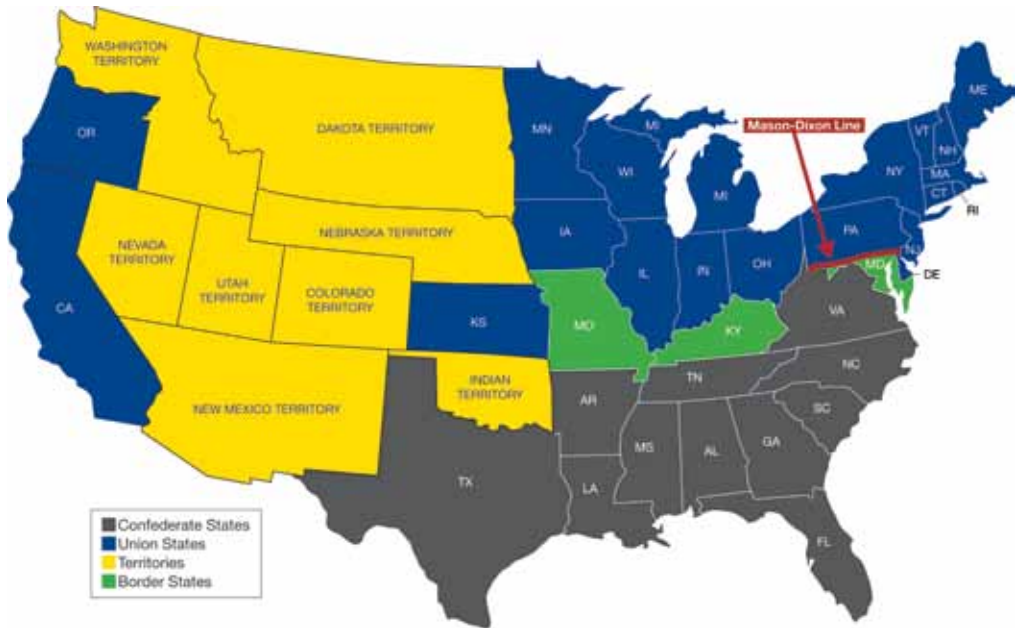 WASHINGTON
TERRITORY
OR
DAKOTA TERRITORY
MN
MI
WI
MI
Mason-Dixon Line
ME
VT
NH
NY
MA
CT
RI
NEVADA
TERRITORY
NEBRASKA TERRITORY
IA
PA
NJ
UTAH
TERRITORY
COLORADO
TERRITORY
IL
IN
OH
MD
DE
CA
KS
MO
KY
VA
NEW MEXICO TERRITORY
INDIAN
TERRITORY
TN
NC
AR
SC
TX
LA
MS
AL
GA
FL
Confederate States
Union States
Territories
Border States